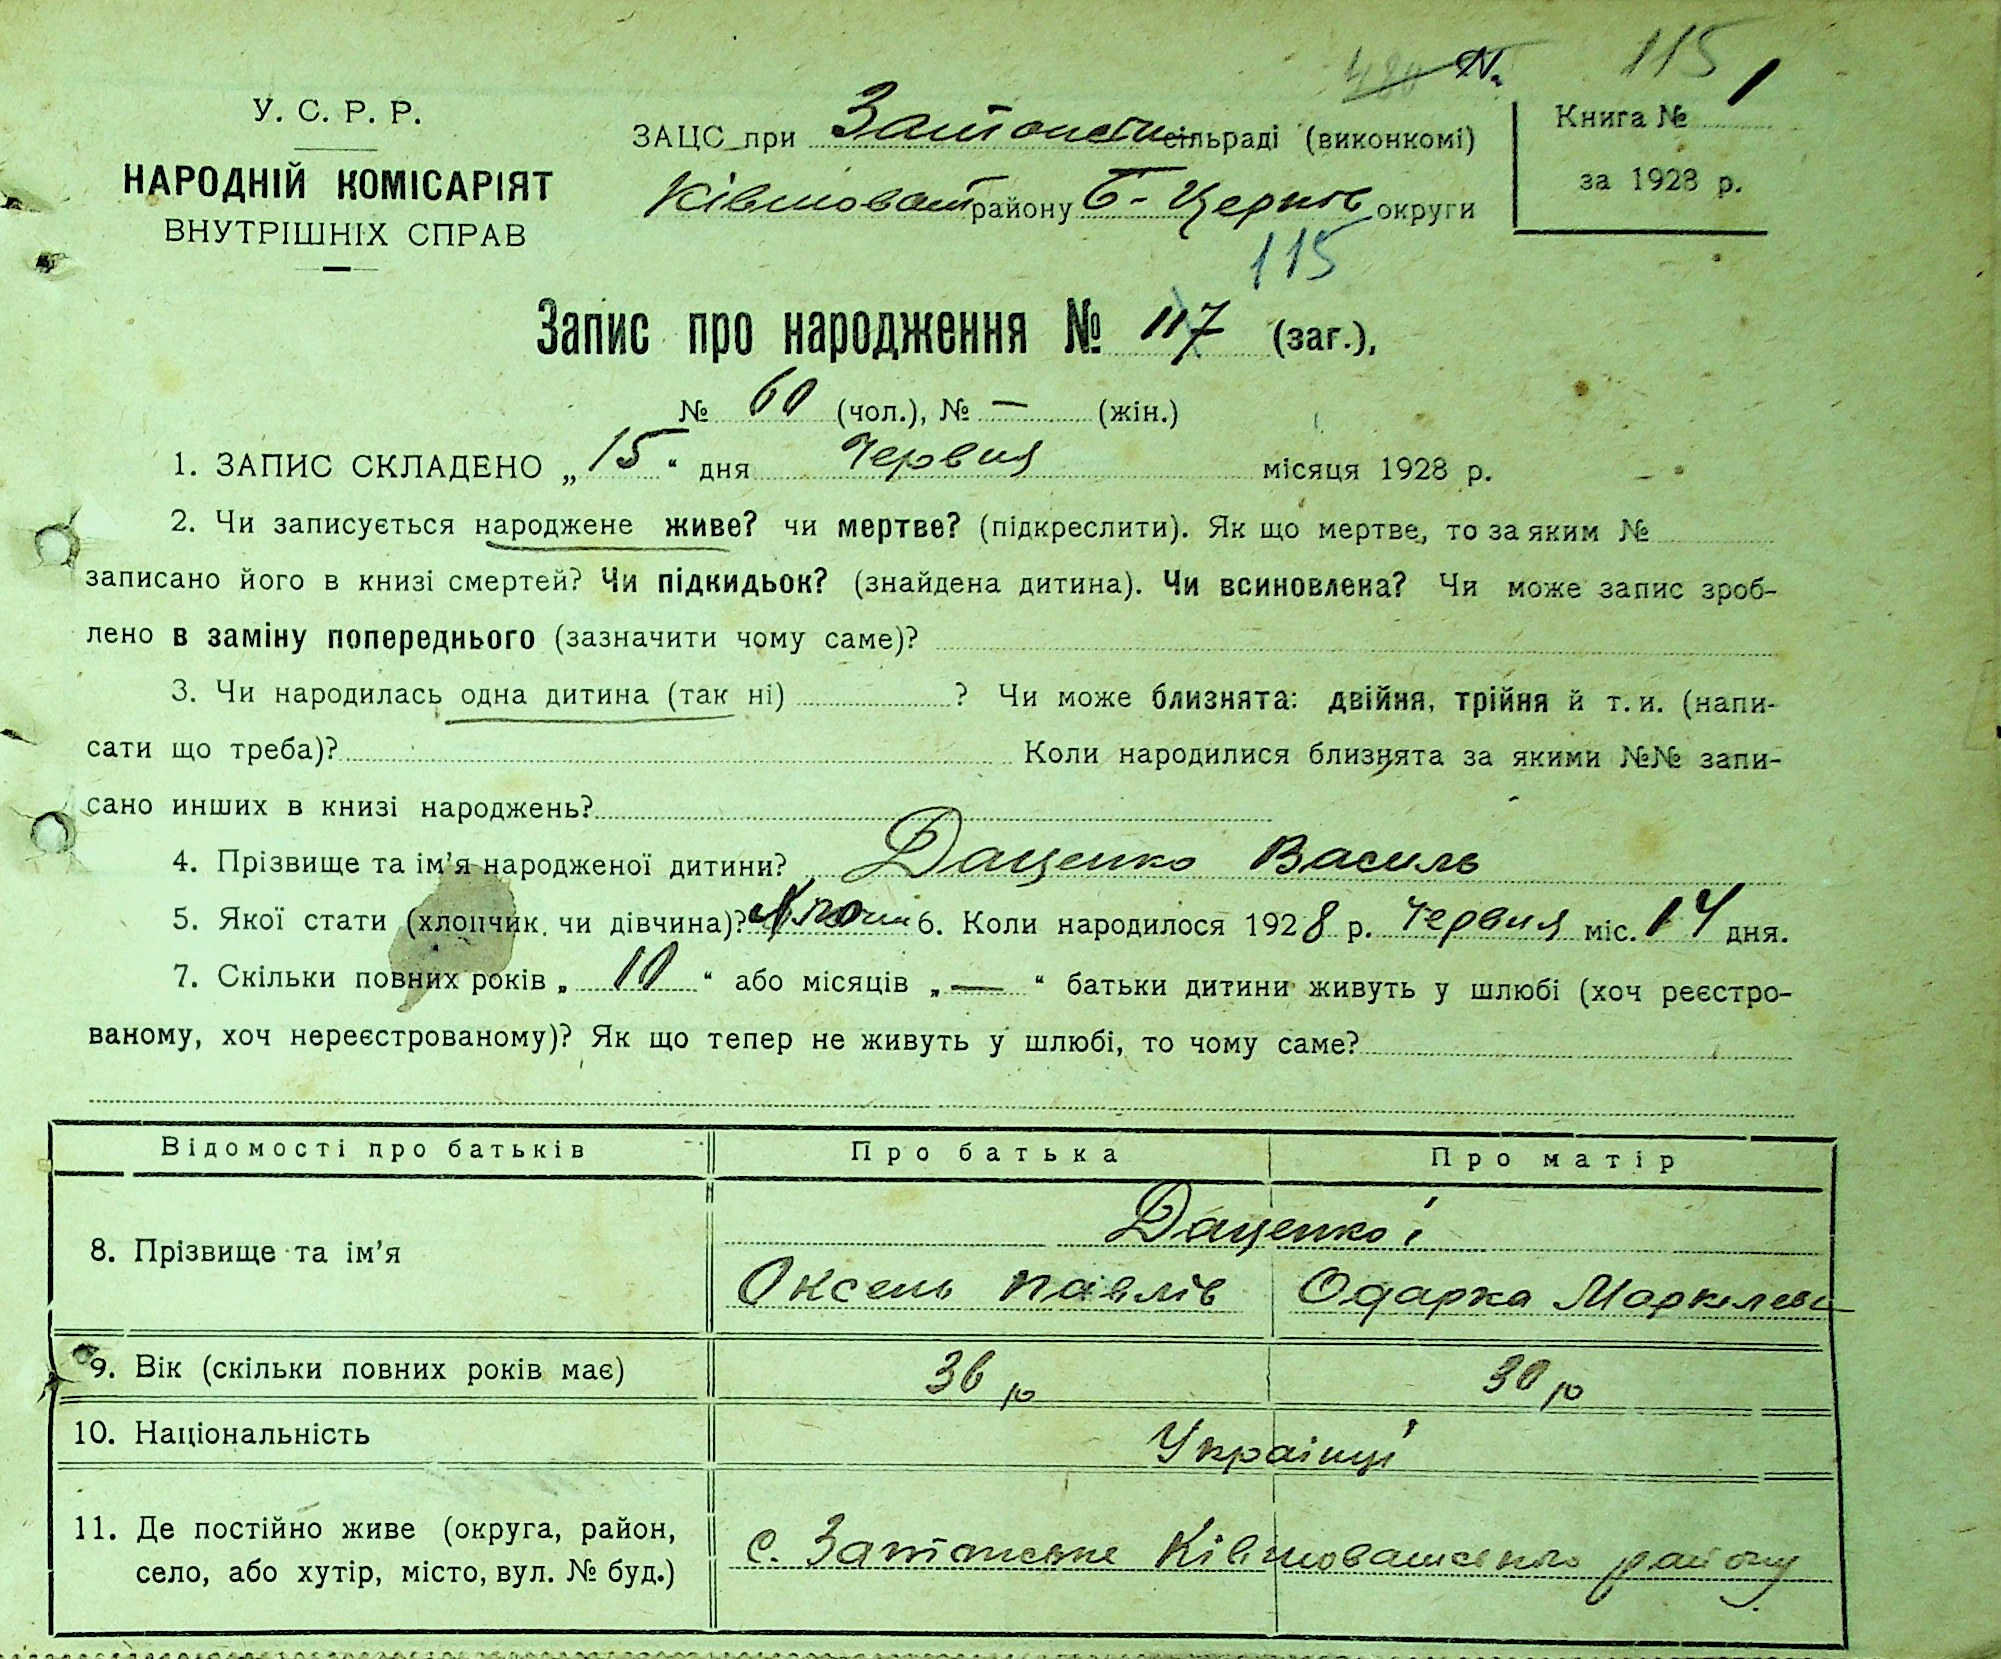 480 № 115
У. С. Р. Р.
НАРОДНІЙ КОМІСАРІЯТ
ВНУТРІШНІХ СПРАВ
ЗАЦС при Затонськ сільраді (виконкомі)
Ківшоват району Б-Церків округи
Книга № 1
за 1928 р.
115
Запис про народження № 117 (заг.),
№ 60 (чол.), № — (жін.)
1. ЗАПИС СКЛАДЕНО „ 15 “ дня Червня місяця 1928 р.
2. Чи записується народжене живе? чи мертве? (підкреслити). Як що мертве, то за яким №
записано його в книзі смертей? Чи підкидьок? (знайдена дитина). Чи всиновлена? Чи може запис зроб-
лено в заміну попереднього (зазначити чому саме)?
3. Чи народилась одна дитина (так ні) ? Чи може близнята: двійня, трійня й т. и. (напи-
сати що треба)? Коли народилися близнята за якими №№ запи-
сано инших в книзі народжень?
4. Прізвище та ім’я народженої дитини? Даценко Василь
5. Якої стати (хлопчик чи дівчина)? 6. Коли народилося 1928 р. Червня міс. 14 дня.
7. Скільки повних років „ 10 “ або місяців „ — “ батьки дитини живуть у шлюбі (хоч реєстро-
ваному, хоч нереєстрованому)? Як що тепер не живуть у шлюбі, то чому саме?
Відомості про батьків Про батька Про матір
8. Прізвище та ім’я Даценко і
Оксень Павлів Одарка Маркілева
9. Вік (скільки повних років має) 36 р 30 р
10. Національність Українці
11. Де постійно живе (округа, район,
село, або хутір, місто, вул. № буд.) с. Затонське Ківшоватського району